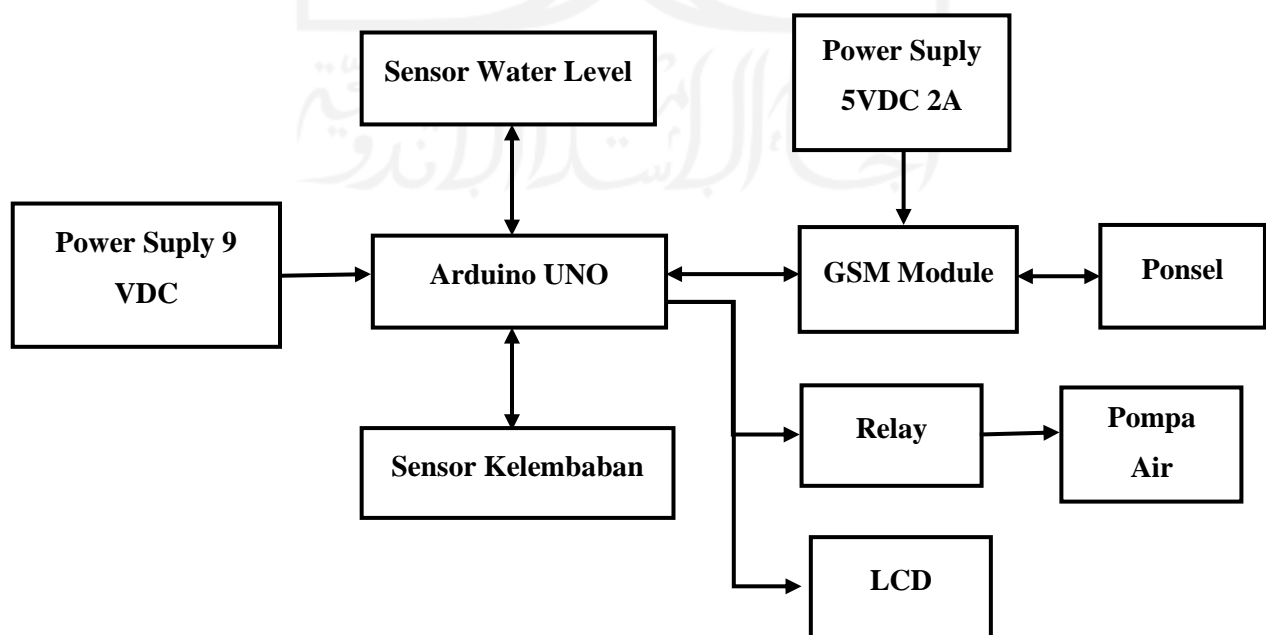 Sensor Water Level
Power Suply
5VDC 2A
Power Suply 9
VDC
Arduino UNO
GSM Module
Ponsel
Sensor Kelembaban
Relay
Pompa
Air
LCD